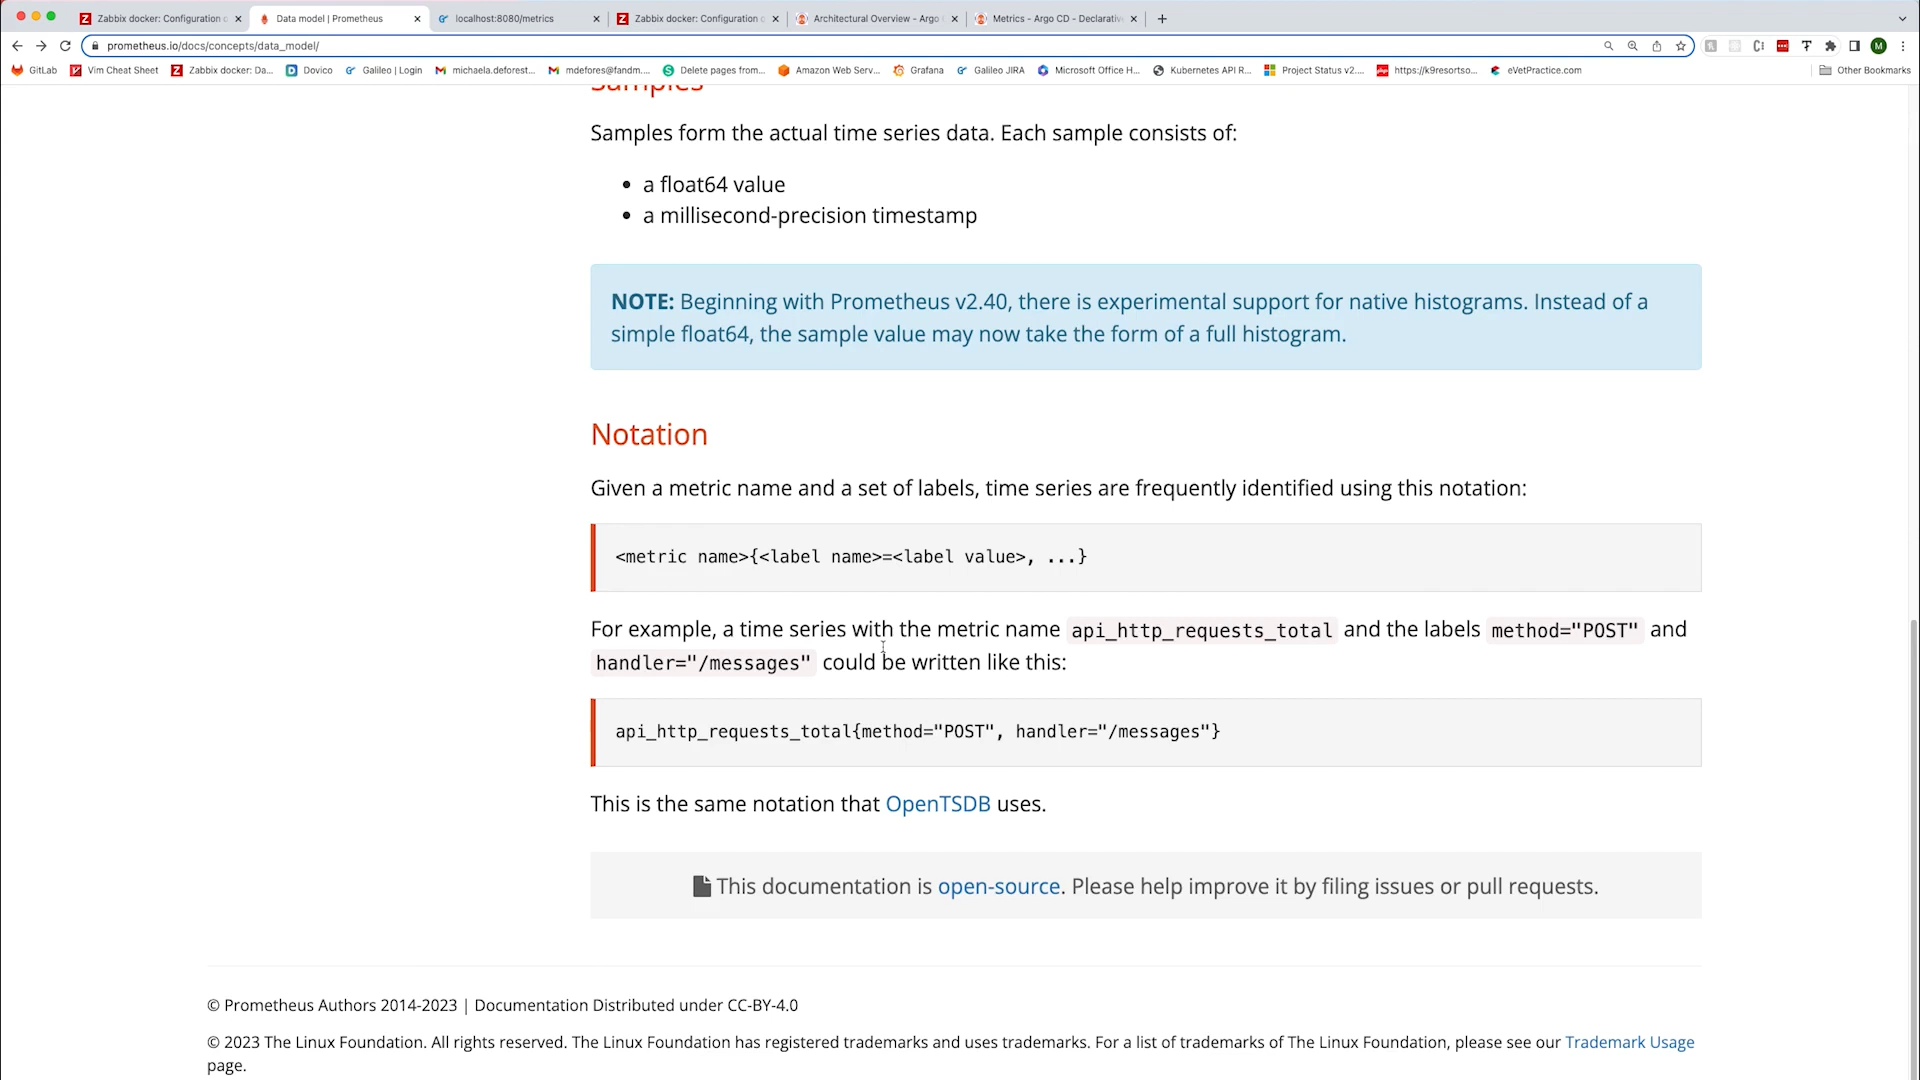 Zabbix docker: Configuration o
Data model | Prometheus
localhost:8080/metrics
Zabbix docker: Configuration o
Architectural Overview - Argo
Metrics - Argo CD - Declarativ
prometheus.io/docs/concepts/data_model/
M
GitLab
Vim Cheat Sheet
Zabbix docker: Da...
Dovico
Galileo | Login
michaela.deforest...
mdefores@fandm....
Delete pages from...
Amazon Web Serv...
Grafana
Galileo JIRA
Microsoft Office H...
Kubernetes API R...
Project Status v2....
https://k9resortso...
eVetPractice.com
Other Bookmarks
Samples
Samples form the actual time series data. Each sample consists of:
a float64 value
a millisecond-precision timestamp
NOTE: Beginning with Prometheus v2.40, there is experimental support for native histograms. Instead of a
simple float64, the sample value may now take the form of a full histogram.
Notation
Given a metric name and a set of labels, time series are frequently identified using this notation:
<metric name>{<label name>=<label value>, ...}
For example, a time series with the metric name api_http_requests_total and the labels method="POST" and
handler="/messages" could be written like this:
api_http_requests_total{method="POST", handler="/messages"}
This is the same notation that OpenTSDB uses.
This documentation is open-source. Please help improve it by filing issues or pull requests.
© Prometheus Authors 2014-2023 | Documentation Distributed under CC-BY-4.0
© 2023 The Linux Foundation. All rights reserved. The Linux Foundation has registered trademarks and uses trademarks. For a list of trademarks of The Linux Foundation, please see our Trademark Usage
page.